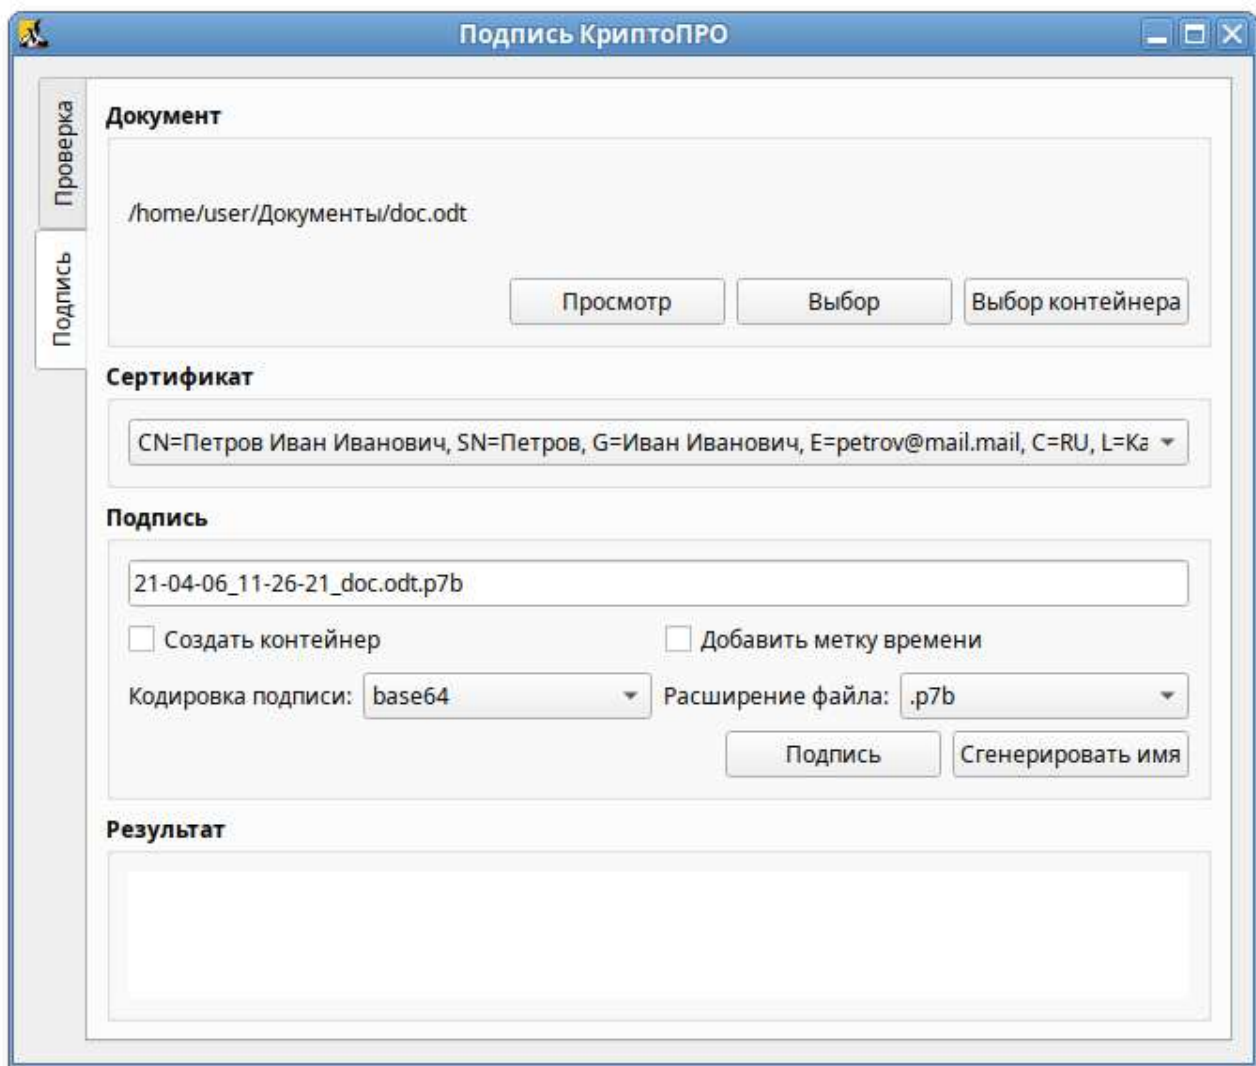 Подпись КриптоПРО
Проверка
Подпись
Документ
/home/user/Документы/doc.odt
Просмотр Выбор Выбор контейнера
Сертификат
CN=Петров Иван Иванович, SN=Петров, G=Иван Иванович, E=petrov@mail.mail, C=RU, L=Ка
Подпись
21-04-06_11-26-21_doc.odt.p7b
Создать контейнер Добавить метку времени
Кодировка подписи: base64 Расширение файла: .p7b
Подпись Сгенерировать имя
Результат